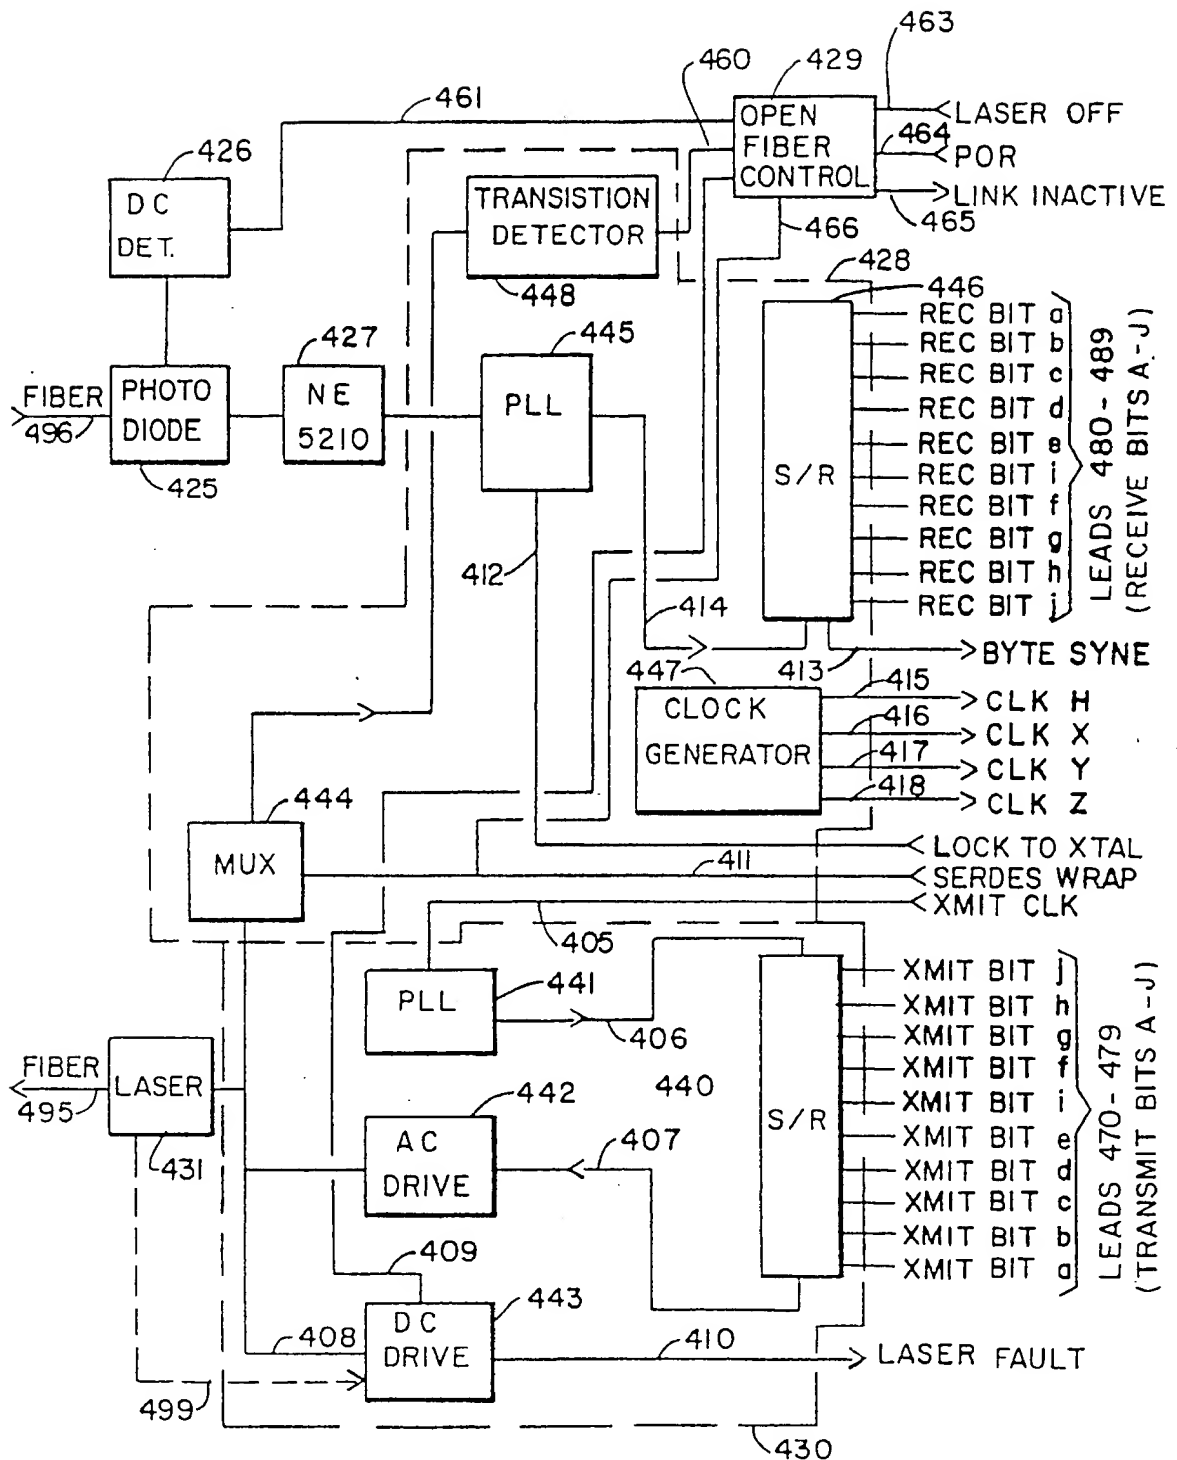 463
460
429
461
OPEN
FIBER
CONTROL
LASER OFF
464
POR
LINK INACTIVE
465
426
DC
DET.
TRANSISTION
DETECTOR
448
466
428
446
427
445
FIBER
496
PHOTO
DIODE
425
NE
5210
PLL
S/R
REC BIT a
REC BIT b
REC BIT c
REC BIT d
REC BIT e
REC BIT i
REC BIT f
REC BIT g
REC BIT h
REC BIT j
LEADS 480-489
(RECEIVE BITS A-J)
412
414
413
BYTE SYNE
447
CLOCK
GENERATOR
415
CLK H
416
CLK X
417
CLK Y
418
CLK Z
444
MUX
LOCK TO XTAL
411
SERDES WRAP
XMIT CLK
405
PLL
441
406
440
S/R
XMIT BIT j
XMIT BIT h
XMIT BIT g
XMIT BIT f
XMIT BIT i
XMIT BIT e
XMIT BIT d
XMIT BIT c
XMIT BIT b
XMIT BIT a
LEADS 470-479
(TRANSMIT BITS A-J)
FIBER
495
LASER
431
442
AC
DRIVE
407
409
443
DC
DRIVE
408
410
LASER FAULT
499
430